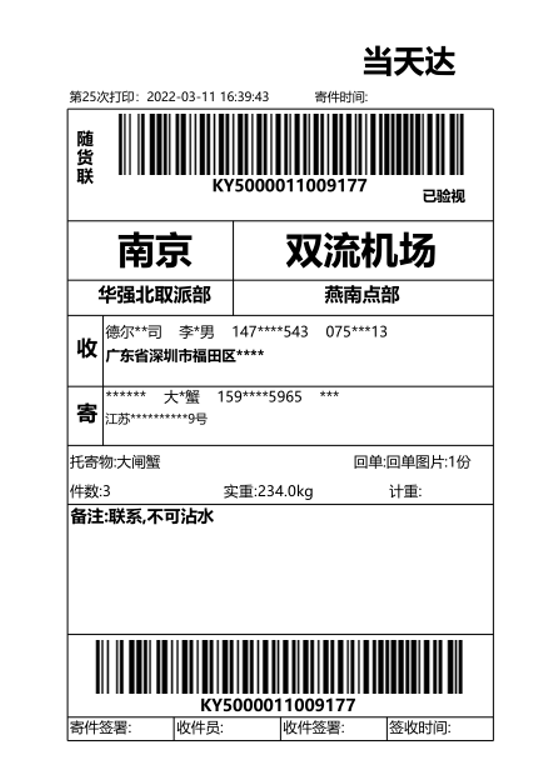 当天达
第25次打印: 2022-03-11 16:39:43 寄件时间:
随货联
KY5000011009177
已验视
南京 双流机场
华强北取派部 燕南点部
收
德尔**司 李*男 147****543 075***13
广东省深圳市福田区****
寄
****** 大*蟹 159****5965 ***
江苏**********9号
托寄物:大闸蟹 回单:回单图片:1份
件数:3 实重:234.0kg 计重:
备注:联系,不可沾水
KY5000011009177
寄件签署: 收件员: 收件签署: 签收时间: